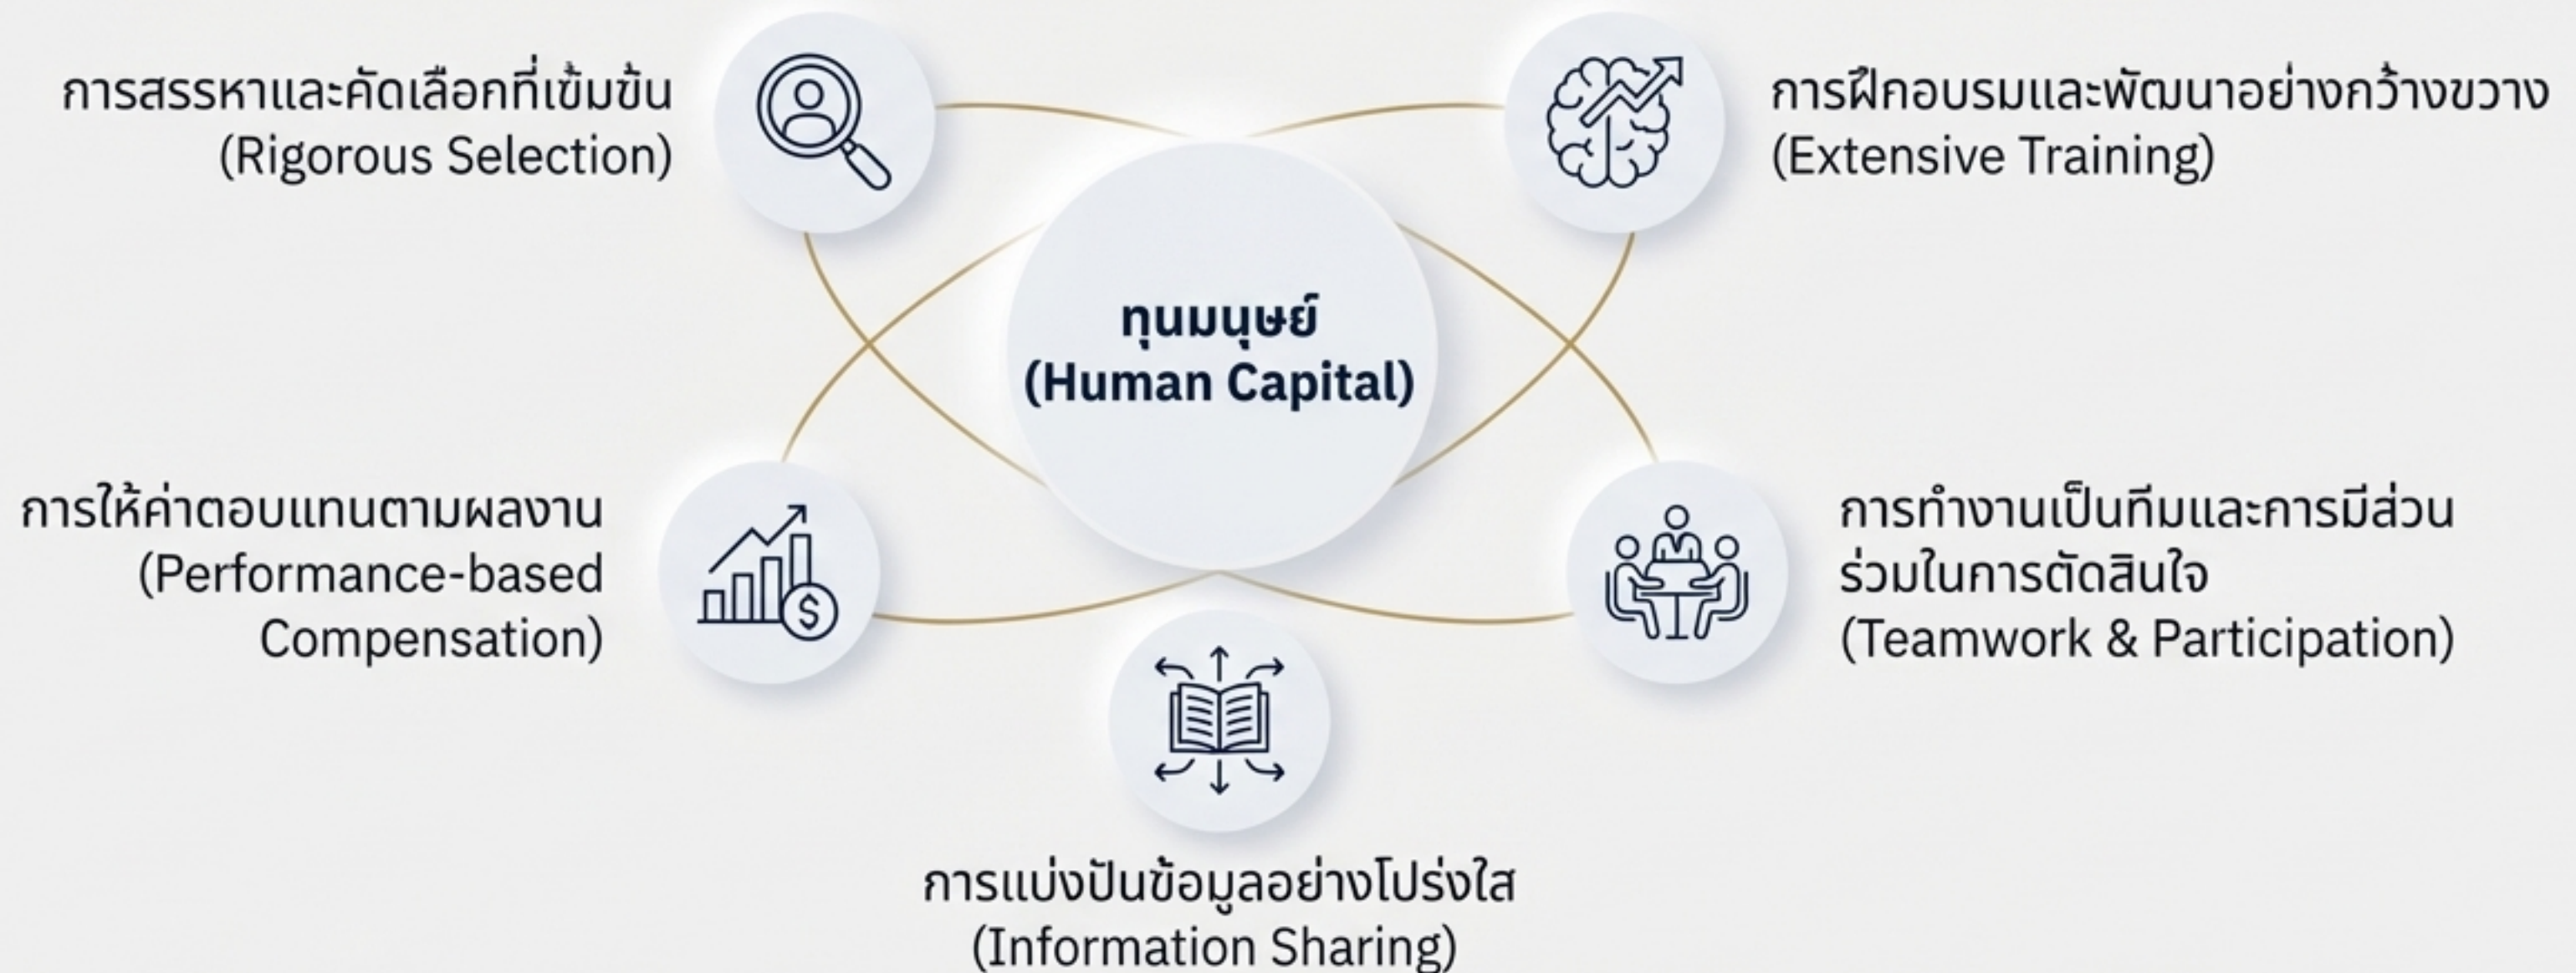 การสรรหาและคัดเลือกที่เข้มข้น
(Rigorous Selection)
การฝึกอบรมและพัฒนาอย่างกว้างขวาง
(Extensive Training)
ทุนมนุษย์
(Human Capital)
การให้ค่าตอบแทนตามผลงาน
(Performance-based
Compensation)
การทำงานเป็นทีมและการมีส่วน
ร่วมในการตัดสินใจ
(Teamwork & Participation)
การแบ่งปันข้อมูลอย่างโปร่งใส
(Information Sharing)